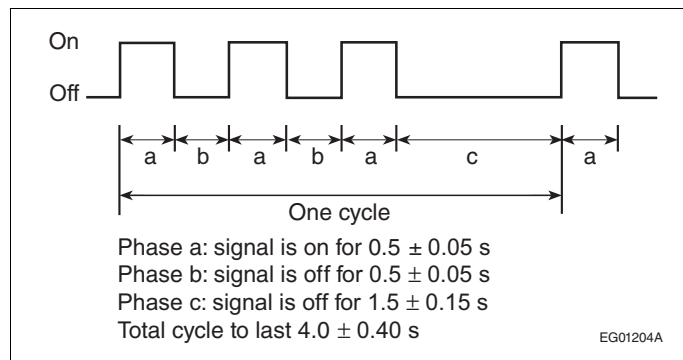 On
Off
a b a b a c a
One cycle
Phase a: signal is on for 0.5 ± 0.05 s
Phase b: signal is off for 0.5 ± 0.05 s
Phase c: signal is off for 1.5 ± 0.15 s
Total cycle to last 4.0 ± 0.40 s
EG01204A